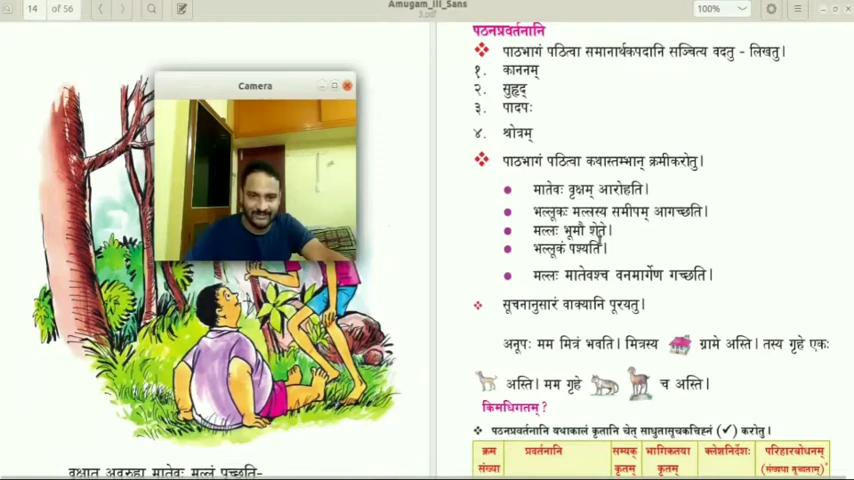 14 of 56
Amugam_III_Sans
3.pdf
100%
Camera
वृक्षात् अवरुह्य मातेवः मल्लं पृच्छति-
पठनप्रवर्तनानि
पाठभागं पठित्वा समानार्थकपदानि सञ्चित्य वदतु - लिखतु।
१. काननम्
२. सुहृद्
३. पादपः
४. श्रोत्रम्
पाठभागं पठित्वा कथास्तम्भान् क्रमीकरोतु।
मातेवः वृक्षम् आरोहति।
भल्लूकः मल्लस्य समीपम् आगच्छति।
मल्लः भूमौ शेते।
भल्लूकं पश्यति।
मल्लः मातेवश्च वनमार्गेण गच्छति।
सूचनानुसारं वाक्यानि पूरयतु।
अनूपः मम मित्रं भवति। मित्रस्य ग्रामे अस्ति। तस्य गृहे एकः
अस्ति। मम गृहे च अस्ति।
किमधिगतम्?
पठनप्रवर्तनानि यथाकालं कृतानि चेत् साधुतासूचकचिह्नं (✓) करोतु।
क्रम प्रवर्तनानि सम्यक् भागिकतया क्लेशनिर्देशः परिहारबोधनम्
संख्या कृतम् कृतम्